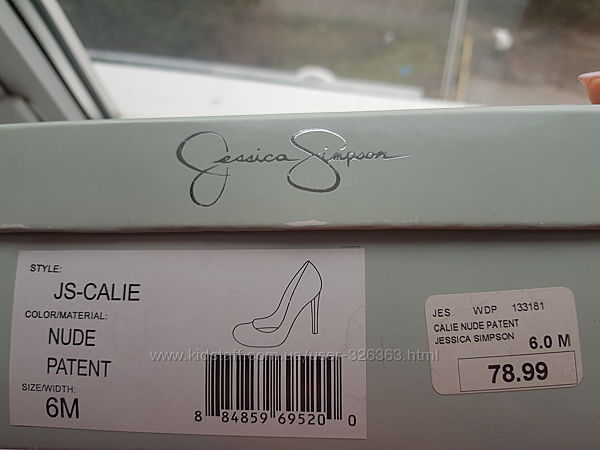 Jessica Simpson
STYLE:
JS-CALIE
COLOR/MATERIAL:
NUDE
PATENT
SIZE/WIDTH:
6M
8 84859 69520 0
JES WDP 133181
CALIE NUDE PATENT
JESSICA SIMPSON 6.0 M
78.99
www.kidstaff.com.ua/user-326363.html